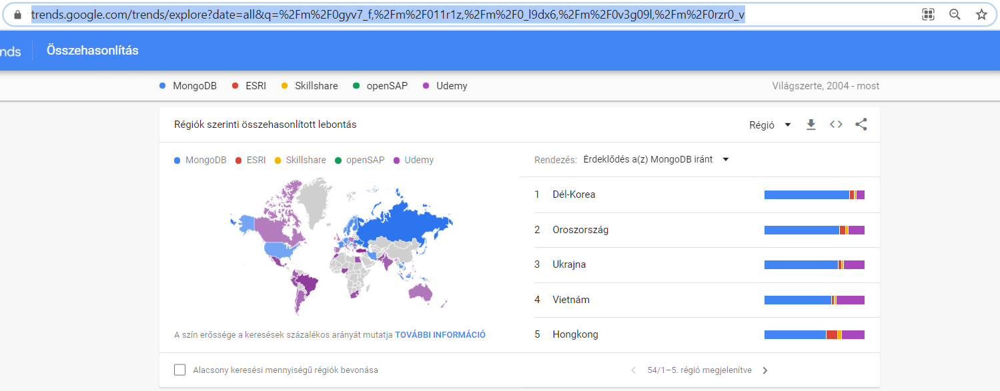 trends.google.com/trends/explore?date=all&q=%2Fm%2F0gyv7_f,%2Fm%2F011r1z,%2Fm%2F0_l9dx6,%2Fm%2F0v3g09l,%2Fm%2F0rzr0_v
nds Összehasonlítás
MongoDB ESRI Skillshare openSAP Udemy Világszerte, 2004 - most
Régiók szerinti összehasonlított lebontás Régió
MongoDB ESRI Skillshare openSAP Udemy
Rendezés: Érdeklődés a(z) MongoDB iránt
1 Dél-Korea
2 Oroszország
3 Ukrajna
4 Vietnám
5 Hongkong
A szín erőssége a keresések százalékos arányát mutatja TOVÁBBI INFORMÁCIÓ
Alacsony keresési mennyiségű régiók bevonása
54/1–5. régió megjelenítve